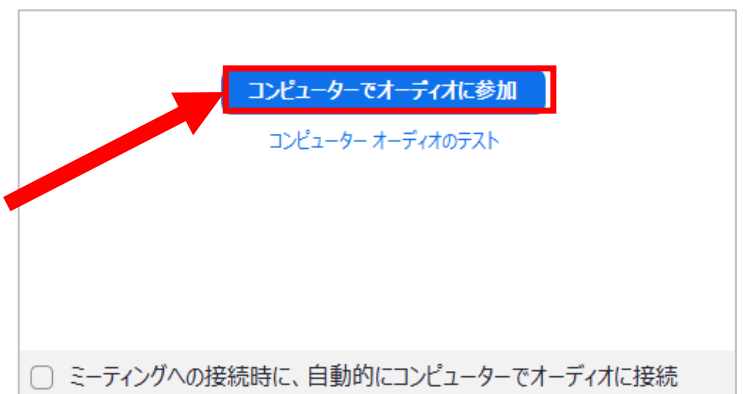 コンピューターでオーディオに参加
コンピューター オーディオのテスト
ミーティングへの接続時に、自動的にコンピューターでオーディオに接続